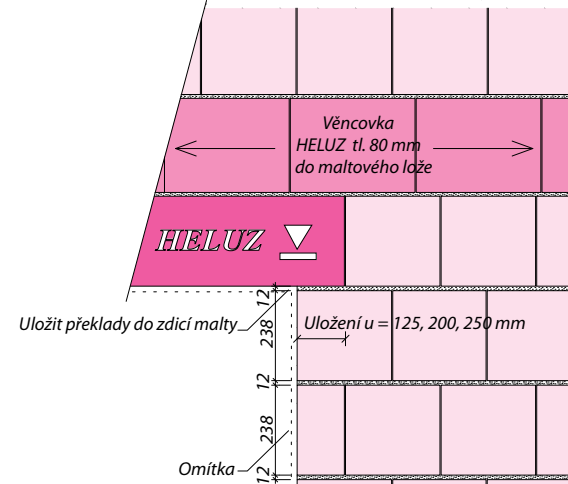 Věncovka
HELUZ tl. 80 mm
do maltového lože
HELUZ
12
Uložit překlady do zdicí malty
Uložení u = 125, 200, 250 mm
238
12
238
Omítka
12